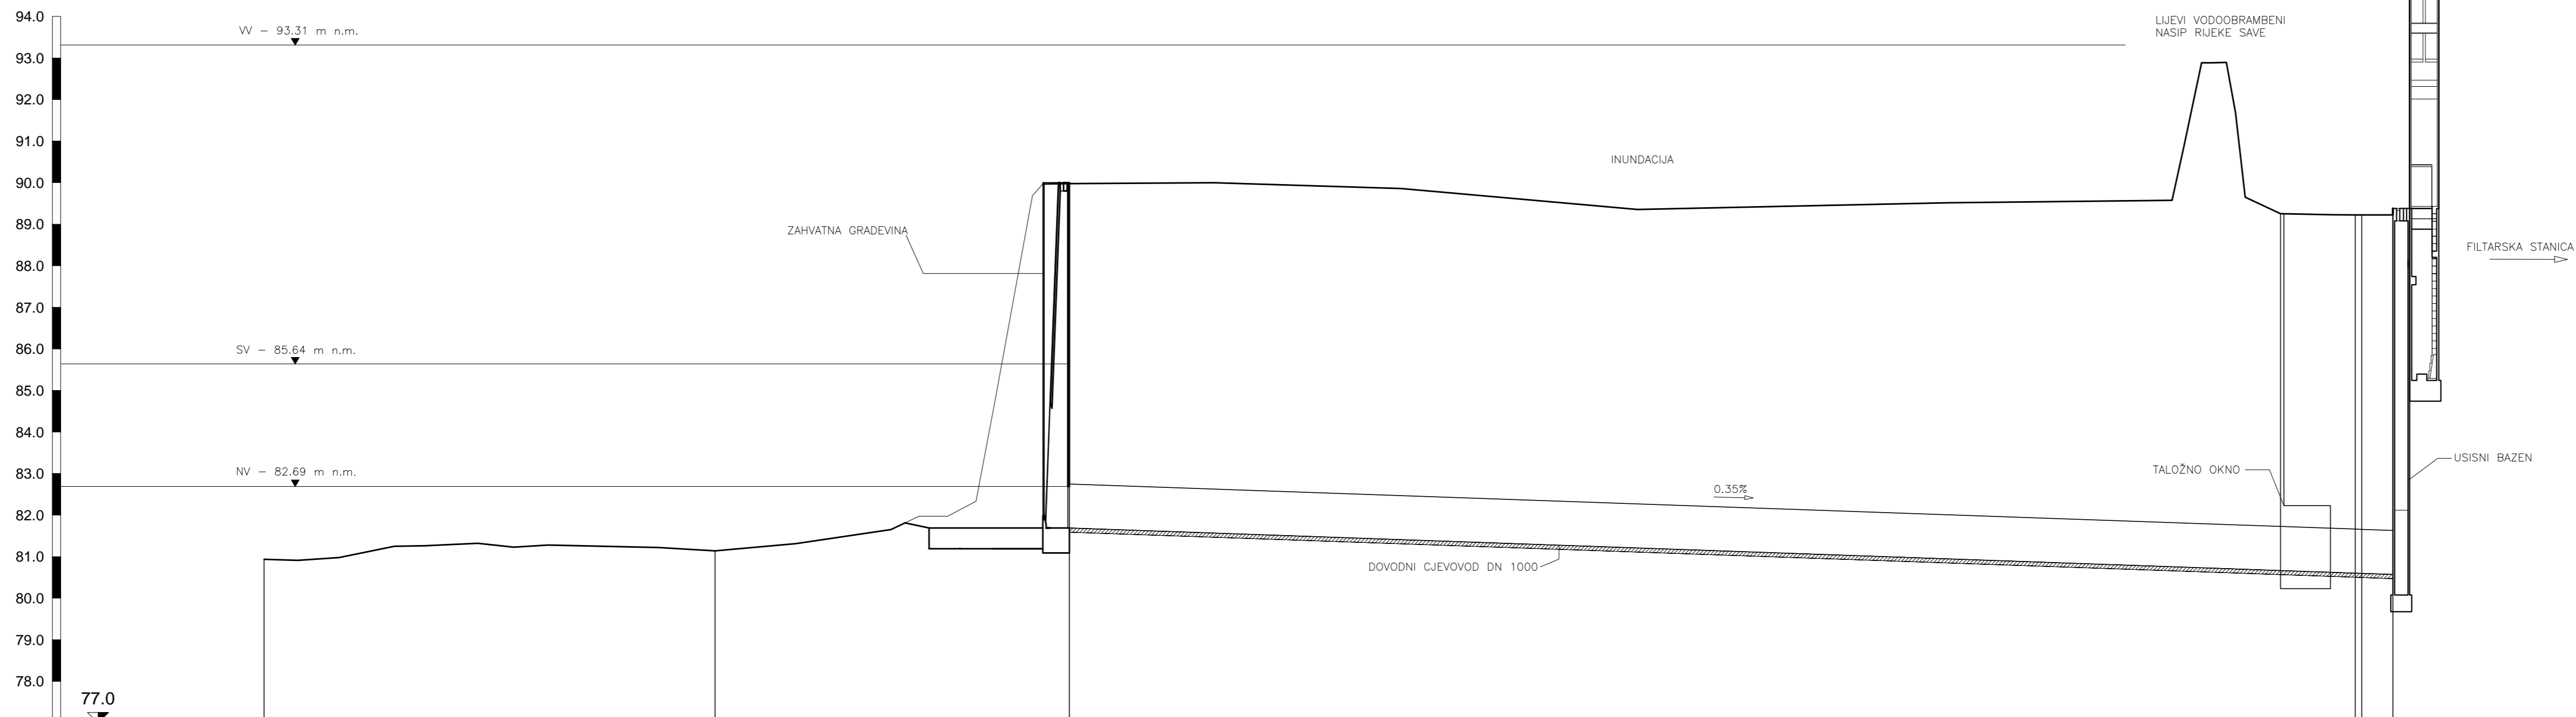 94.0
93.0
92.0
91.0
90.0
89.0
88.0
87.0
86.0
85.0
84.0
83.0
82.0
81.0
80.0
79.0
78.0
77.0
VV - 93.31 m n.m.
SV - 85.64 m n.m.
NV - 82.69 m n.m.
ZAHVATNA GRAĐEVINA
INUNDACIJA
LIJEVI VODOOBRAMBENI
NASIP RIJEKE SAVE
FILTARSKA STANICA
USISNI BAZEN
TALOŽNO OKNO
0.35%
DOVODNI CJEVOVOD DN 1000